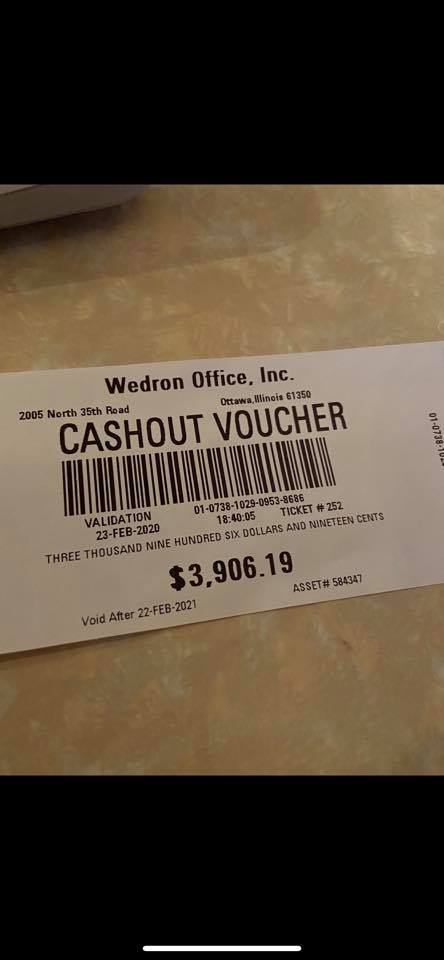 Wedron Office, Inc.
2005 North 35th Road Ottawa, Illinois 61350
CASHOUT VOUCHER
VALIDATION 01-0738-1029-0953-8686
23-FEB-2020 18:40:05 TICKET # 252
THREE THOUSAND NINE HUNDRED SIX DOLLARS AND NINETEEN CENTS
$3,906.19
Void After 22-FEB-2021 ASSET# 584347